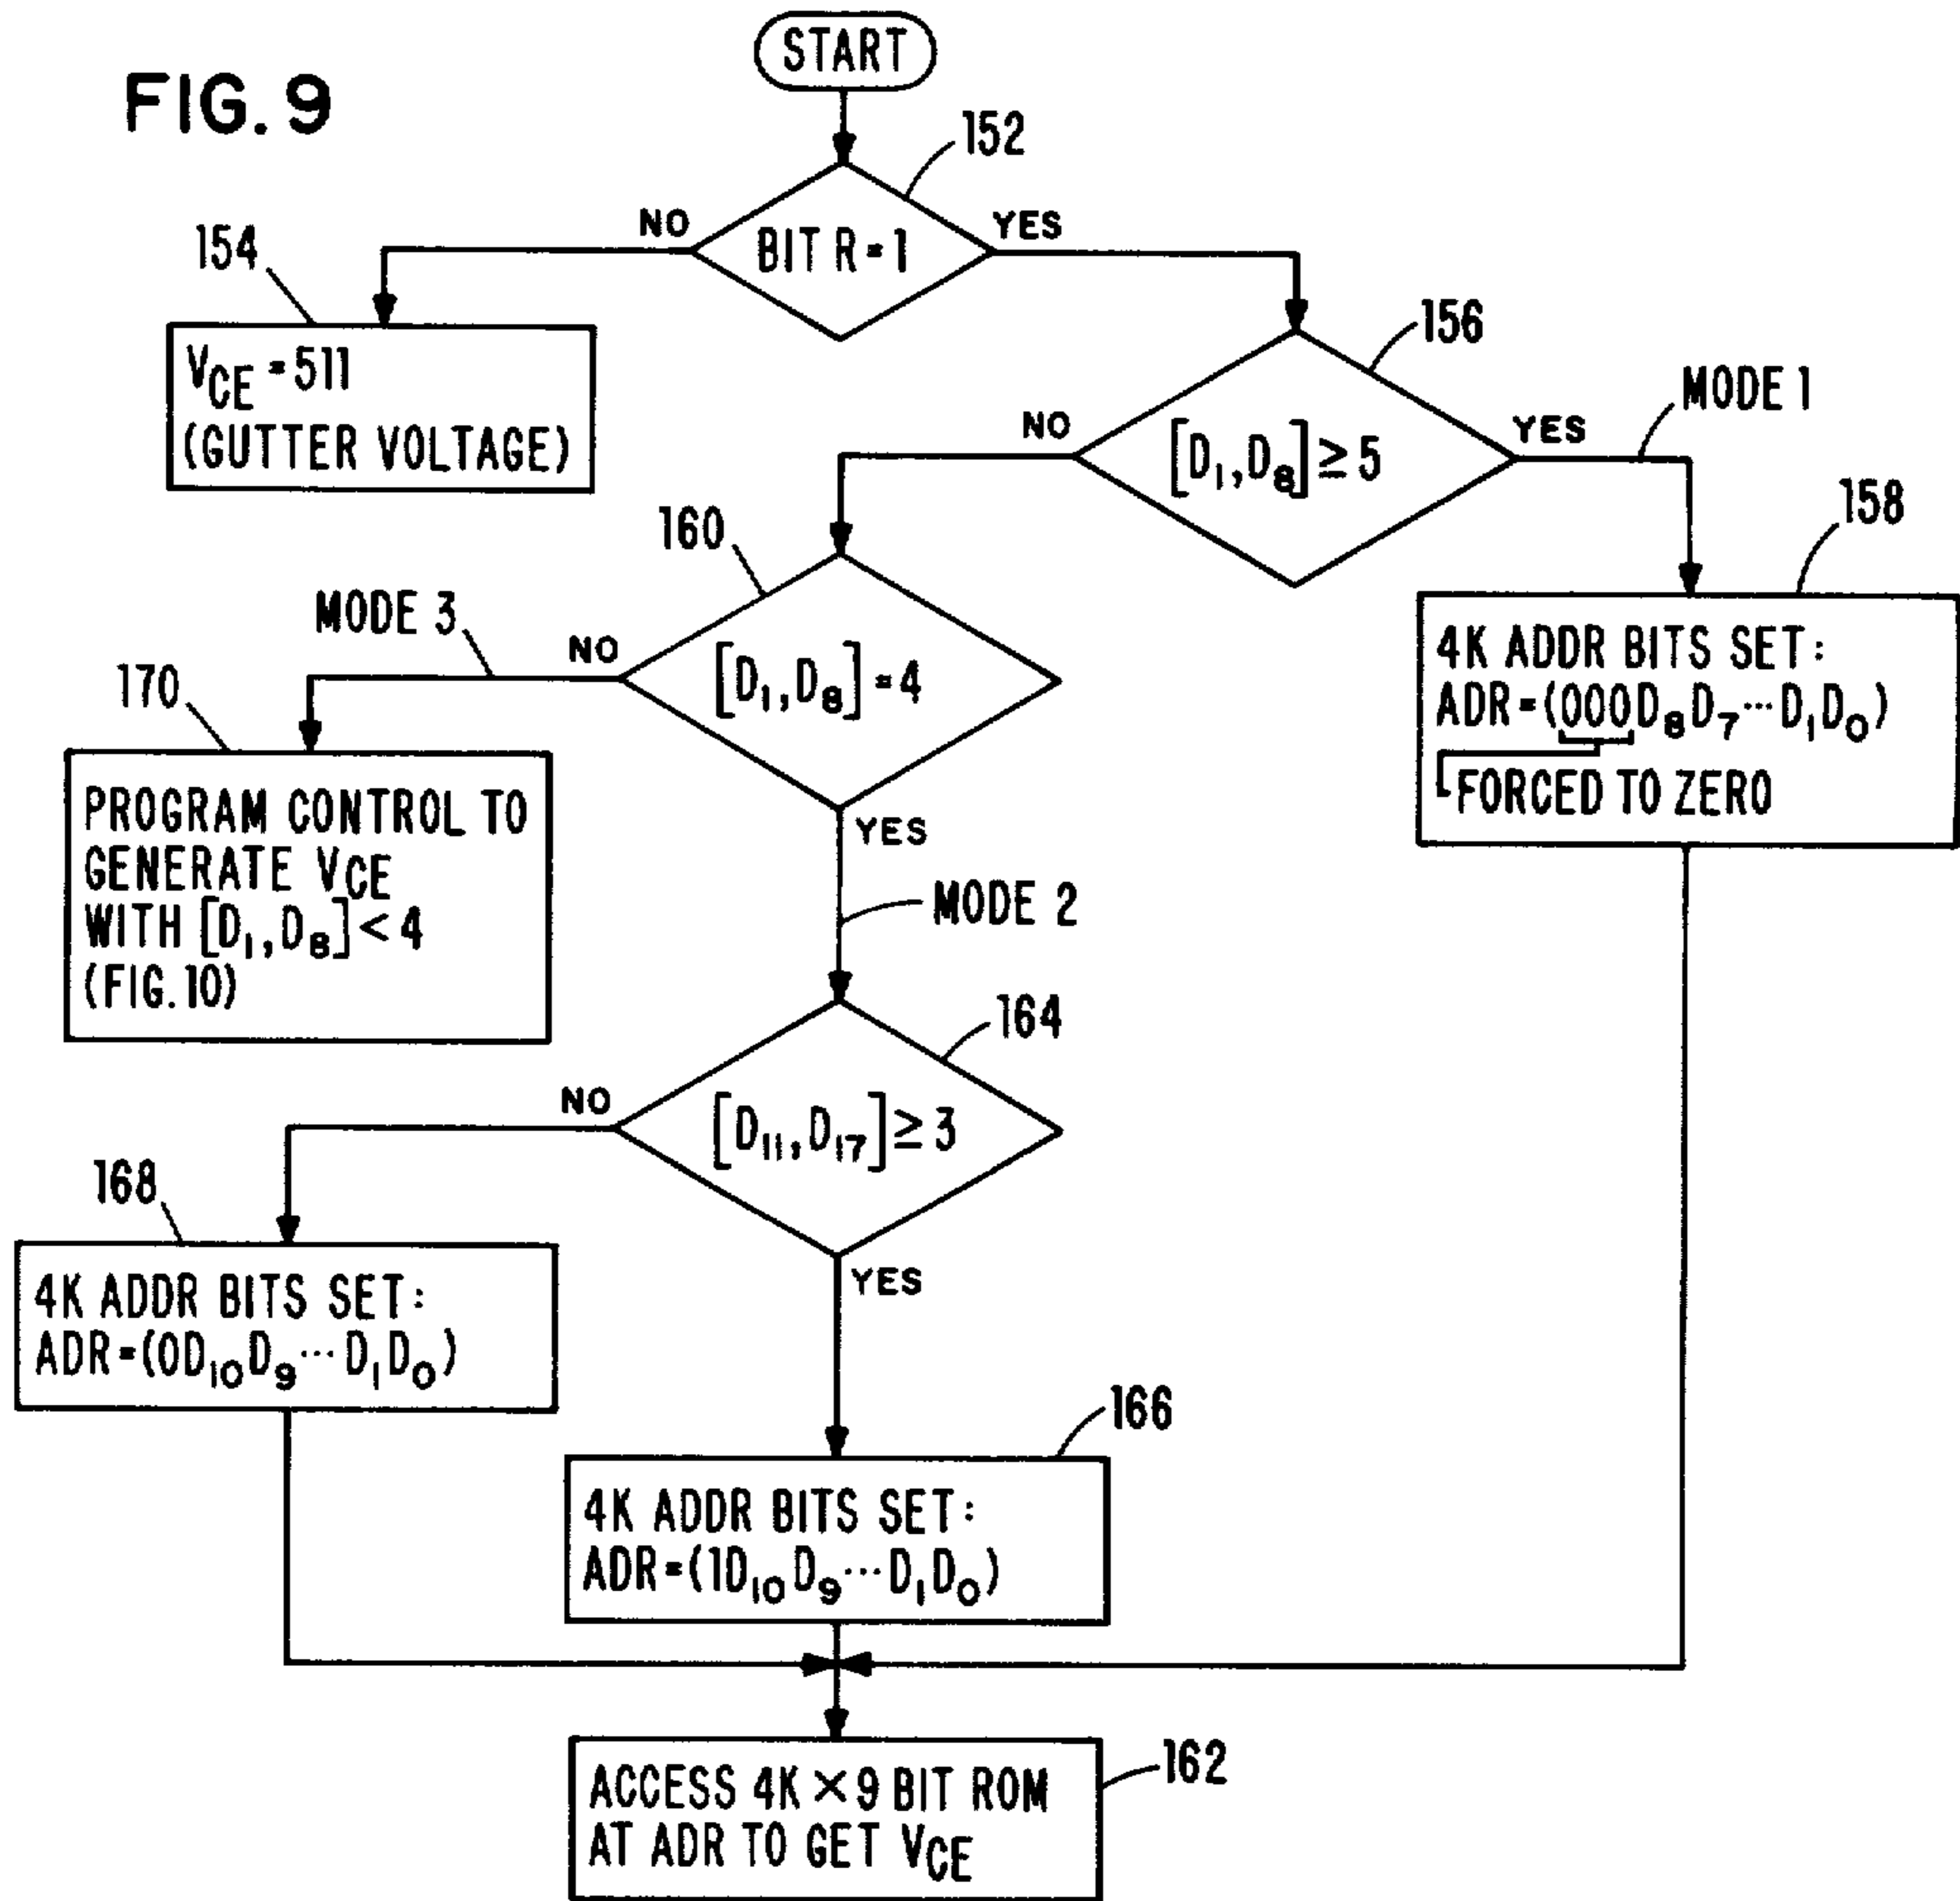 FIG. 9
START
152
NO
YES
BIT R = 1
154
V_CE = 511
(GUTTER VOLTAGE)
156
NO
YES
MODE 1
[D₁,D₈] ≥ 5
158
4K ADDR BITS SET:
ADR=(000D₈D₇···D₁D₀)
FORCED TO ZERO
160
MODE 3
NO
[D₁,D₈] = 4
YES
170
PROGRAM CONTROL TO
GENERATE V_CE
WITH [D₁,D₈] < 4
(FIG.10)
MODE 2
164
NO
[D₁₁,D₁₇] ≥ 3
YES
168
4K ADDR BITS SET:
ADR=(0D₁₀D₉···D₁D₀)
166
4K ADDR BITS SET:
ADR=(1D₁₀D₉···D₁D₀)
162
ACCESS 4K × 9 BIT ROM
AT ADR TO GET V_CE